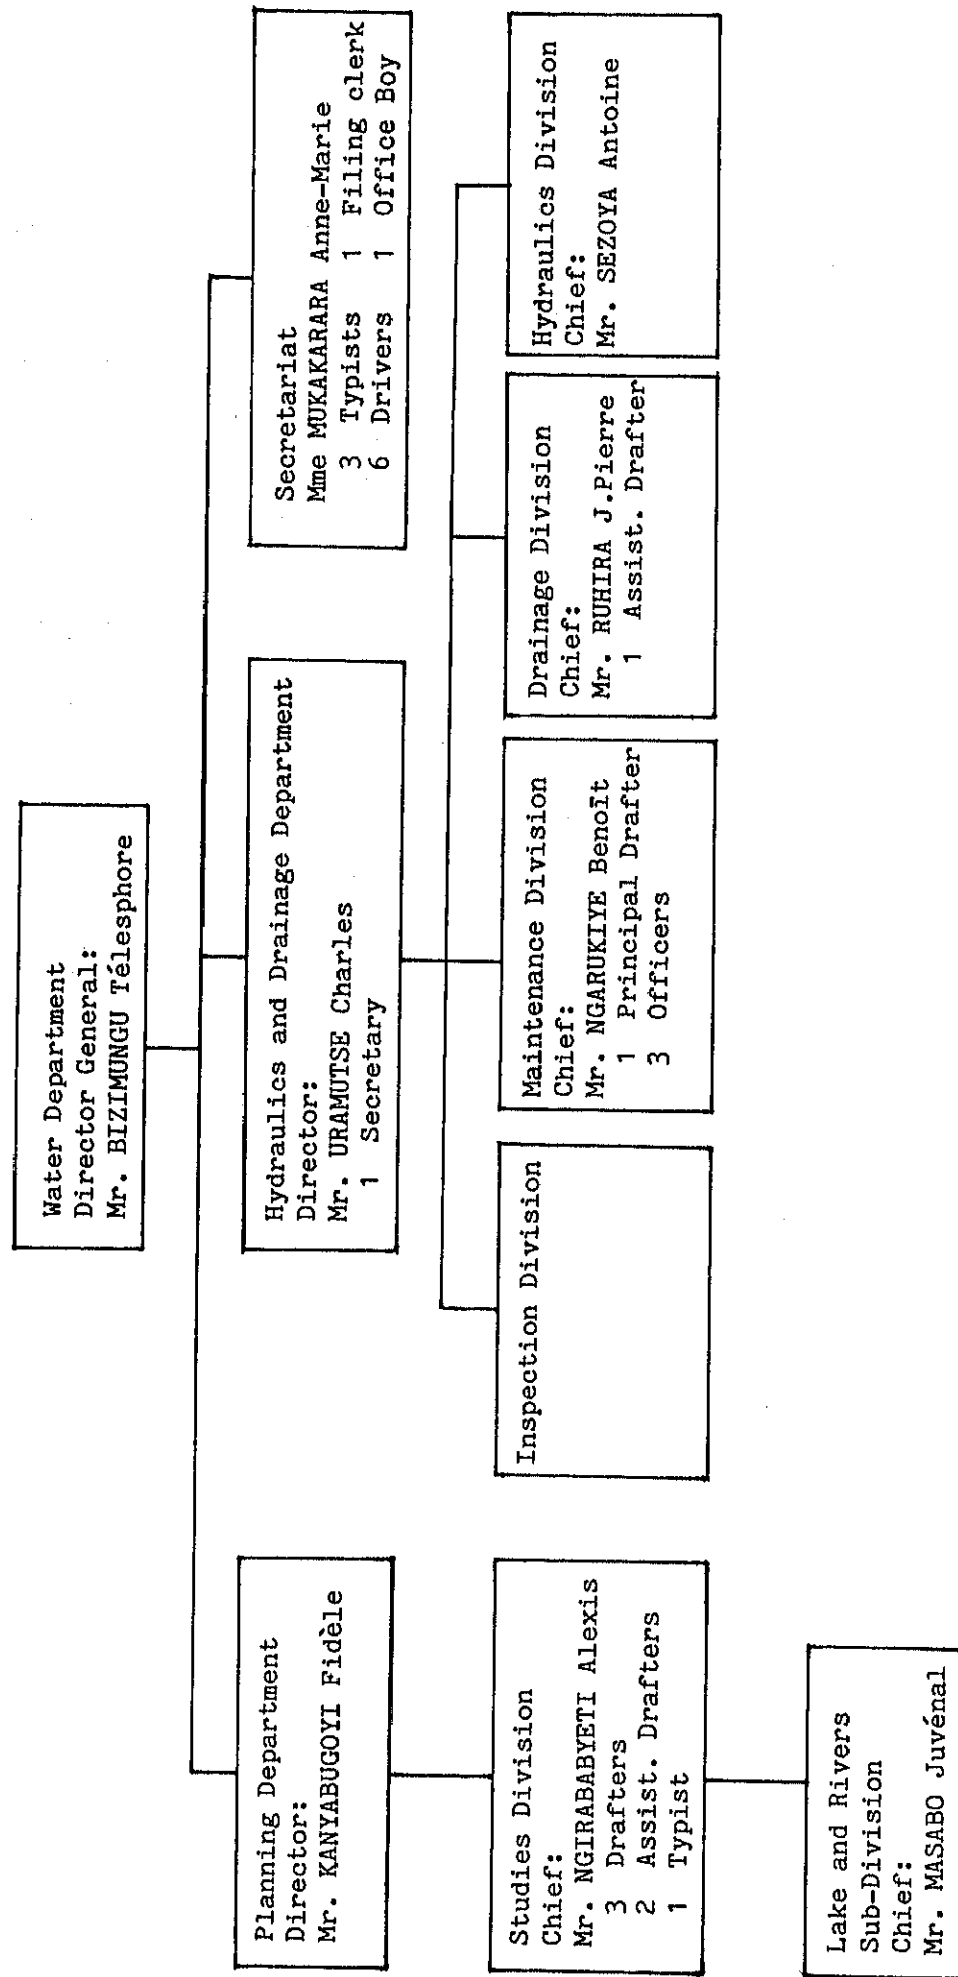 Water Department
Director General:
Mr. BIZIMUNGU Télesphore
Planning Department
Director:
Mr. KANYABUGOYI Fidèle
Hydraulics and Drainage Department
Director:
Mr. URAMUTSE Charles
1 Secretary
Secretariat
Mme MUKAKARARA Anne-Marie
3 Typists 1 Filing clerk
6 Drivers 1 Office Boy
Studies Division
Chief:
Mr. NGIRABABYETI Alexis
3 Drafters
2 Assist. Drafters
1 Typist
Inspection Division
Maintenance Division
Chief:
Mr. NGARUKIYE Benoît
1 Principal Drafter
3 Officers
Drainage Division
Chief:
Mr. RUHIRA J.Pierre
1 Assist. Drafter
Hydraulics Division
Chief:
Mr. SEZOYA Antoine
Lake and Rivers
Sub-Division
Chief:
Mr. MASABO Juvénal